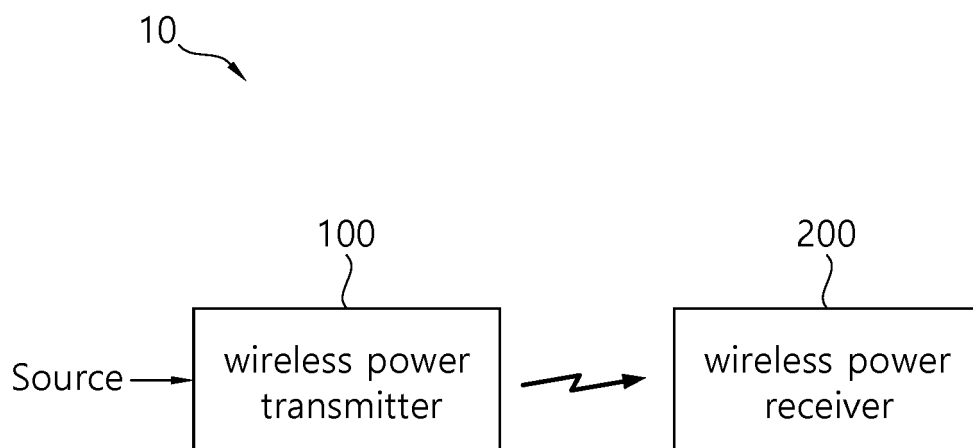 10
100
200
Source
wireless power
transmitter
wireless power
receiver